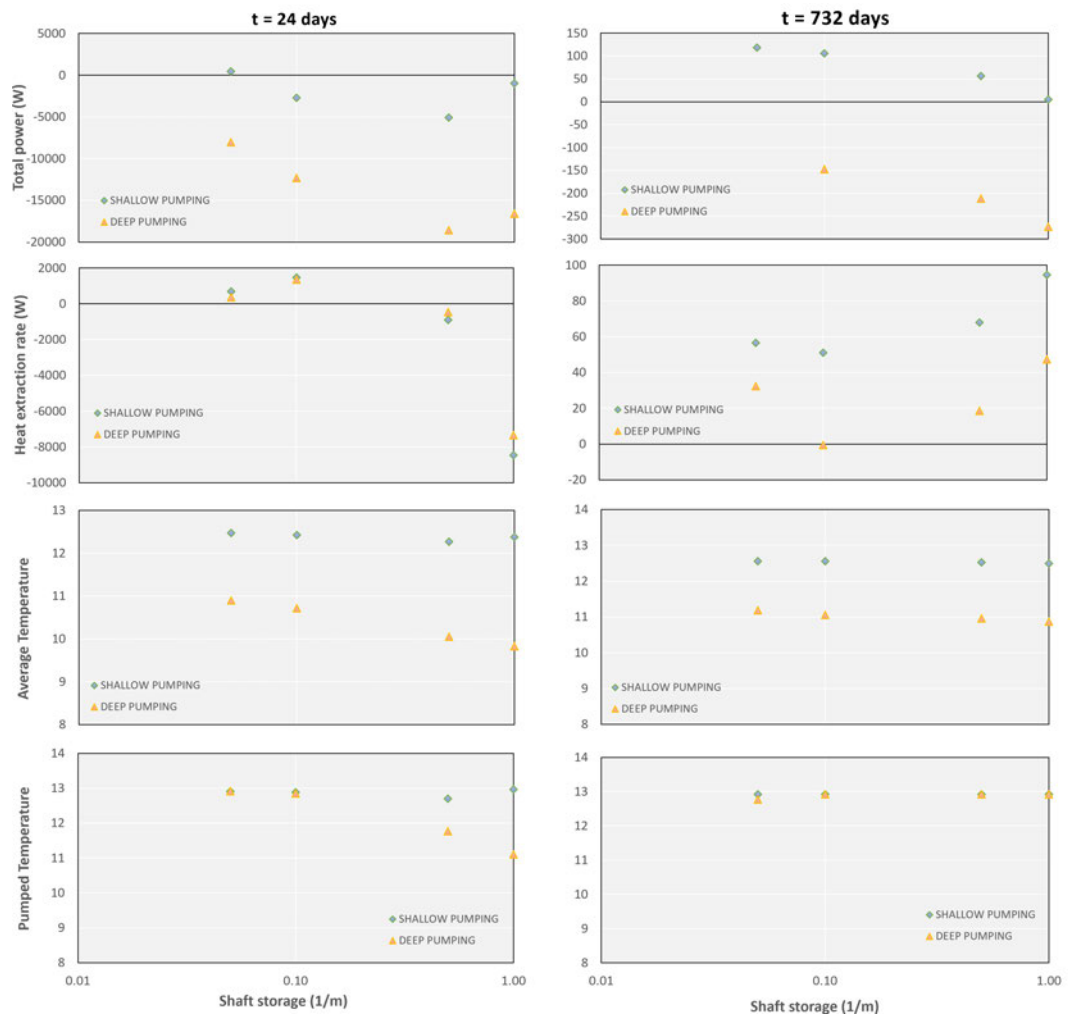 t = 24 days
t = 732 days
Total power (W)
5000
0
-5000
-10000
-15000
-20000
SHALLOW PUMPING
DEEP PUMPING
150
100
50
0
-50
-100
-150
-200
-250
-300
SHALLOW PUMPING
DEEP PUMPING
Heat extraction rate (W)
2000
0
-2000
-4000
-6000
-8000
-10000
SHALLOW PUMPING
DEEP PUMPING
100
80
60
40
20
0
-20
SHALLOW PUMPING
DEEP PUMPING
Average Temperature
13
12
11
10
9
8
SHALLOW PUMPING
DEEP PUMPING
14
13
12
11
10
9
8
SHALLOW PUMPING
DEEP PUMPING
Pumped Temperature
14
13
12
11
10
9
8
SHALLOW PUMPING
DEEP PUMPING
0.01 0.10 1.00
Shaft storage (1/m)
14
13
12
11
10
9
8
SHALLOW PUMPING
DEEP PUMPING
0.01 0.10 1.00
Shaft storage (1/m)